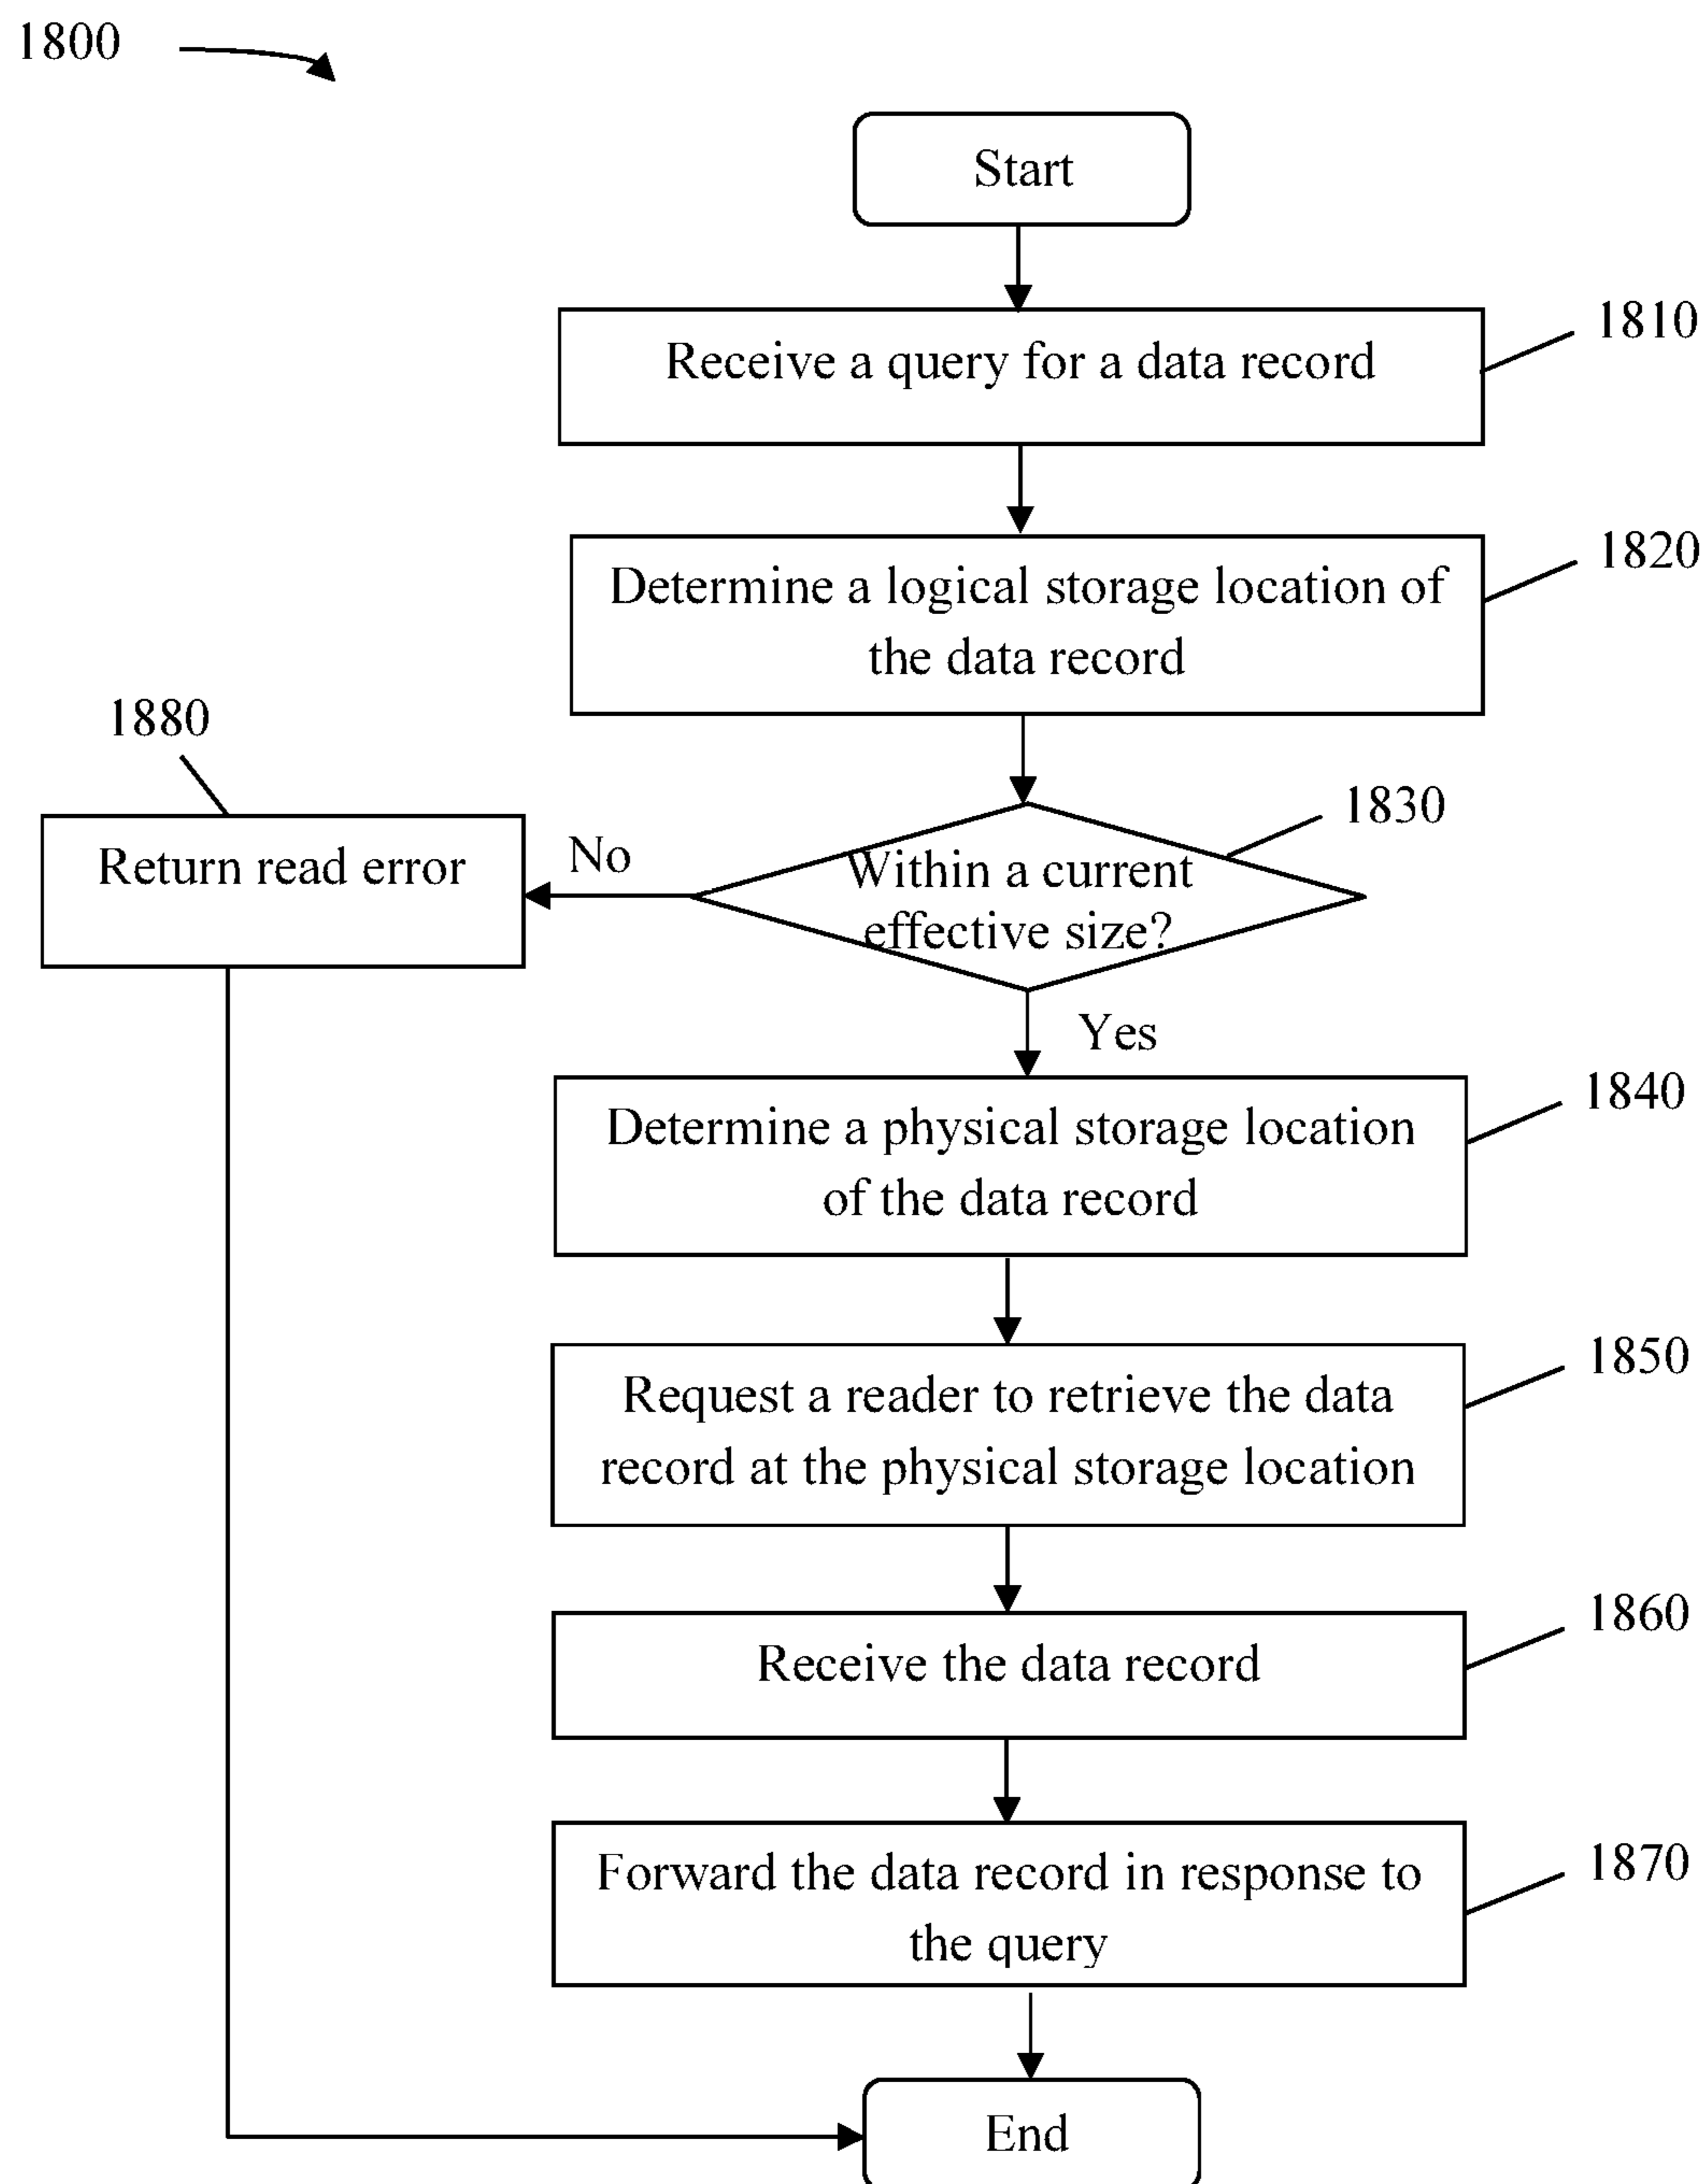 1800
Start
Receive a query for a data record
1810
Determine a logical storage location of
the data record
1820
1880
Return read error
No
Within a current
effective size?
1830
Yes
Determine a physical storage location
of the data record
1840
Request a reader to retrieve the data
record at the physical storage location
1850
Receive the data record
1860
Forward the data record in response to
the query
1870
End